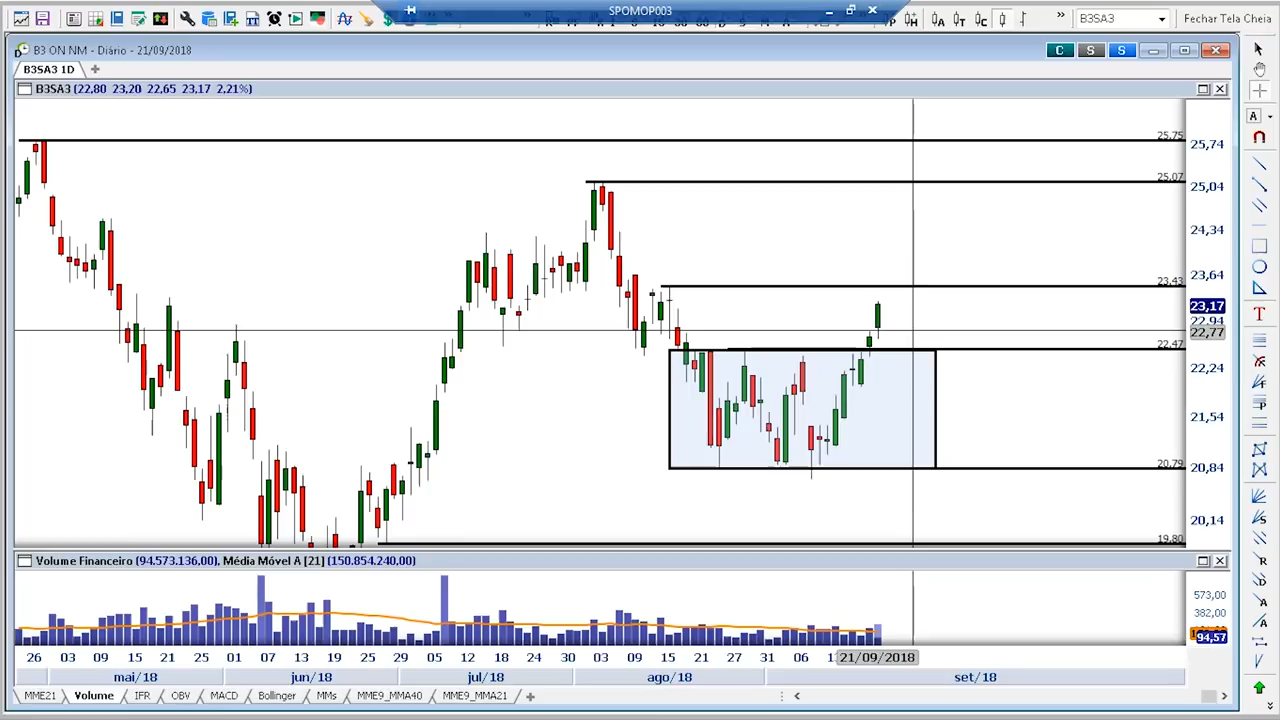 SPOMOP003
B3SA3
Fechar Tela Cheia
B3 ON NM - Diário - 21/09/2018
C S S
B3SA3 1D
B3SA3 (22,80 23,20 22,65 23,17 2,21%)
25,75
25,74
25,07
25,04
24,34
23,64
23,43
23,17
22,94
22,77
22,47
22,24
21,54
20,79
20,84
20,14
19,80
Volume Financeiro (94.573.136,00), Média Móvel A [21] (150.854.240,00)
573,00
382,00
94,57
26 03 09 15 21 25 01 07 13 19 25 29 05 12 18 24 30 03 09 15 21 27 31 06 21/09/2018
mai/18 jun/18 jul/18 ago/18 set/18
MME21 Volume IFR OBV MACD Bollinger MMs MME9_MMA40 MME9_MMA21